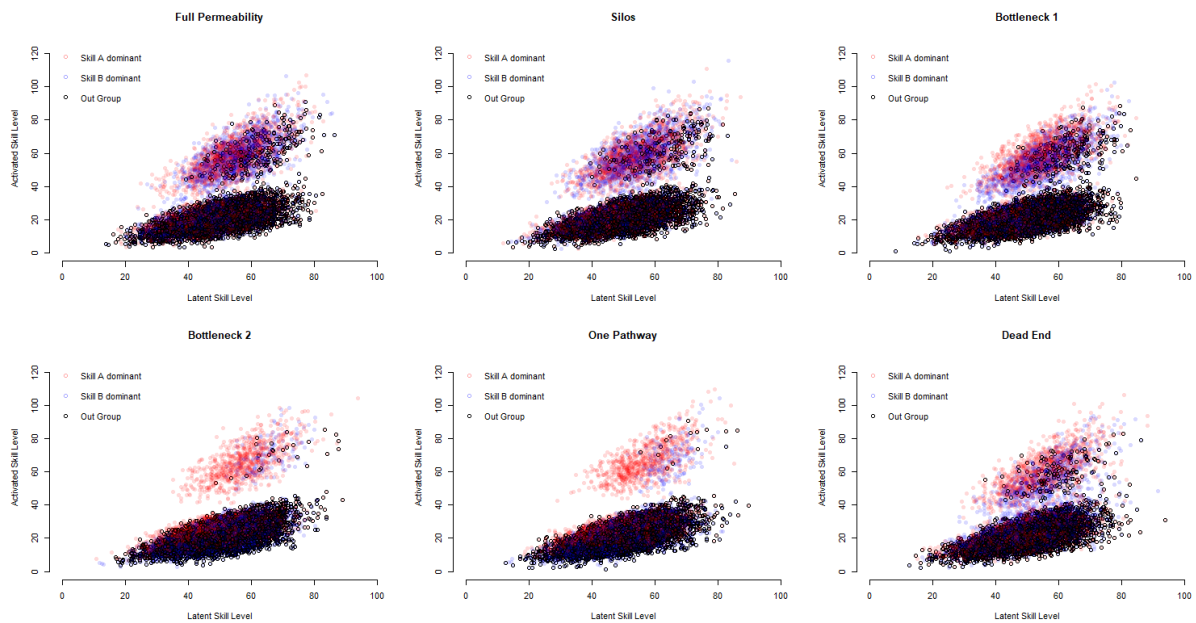 Full Permeability
Silos
Bottleneck 1
Skill A dominant
Skill B dominant
Out Group
Skill A dominant
Skill B dominant
Out Group
Skill A dominant
Skill B dominant
Out Group
Activated Skill Level
0 20 40 60 80 100 120
Activated Skill Level
0 20 40 60 80 100 120
Activated Skill Level
0 20 40 60 80 100 120
0 20 40 60 80 100
0 20 40 60 80 100
0 20 40 60 80 100
Latent Skill Level
Latent Skill Level
Latent Skill Level
Bottleneck 2
One Pathway
Dead End
Skill A dominant
Skill B dominant
Out Group
Skill A dominant
Skill B dominant
Out Group
Skill A dominant
Skill B dominant
Out Group
Activated Skill Level
0 20 40 60 80 100 120
Activated Skill Level
0 20 40 60 80 100 120
Activated Skill Level
0 20 40 60 80 100 120
0 20 40 60 80 100
0 20 40 60 80 100
0 20 40 60 80 100
Latent Skill Level
Latent Skill Level
Latent Skill Level